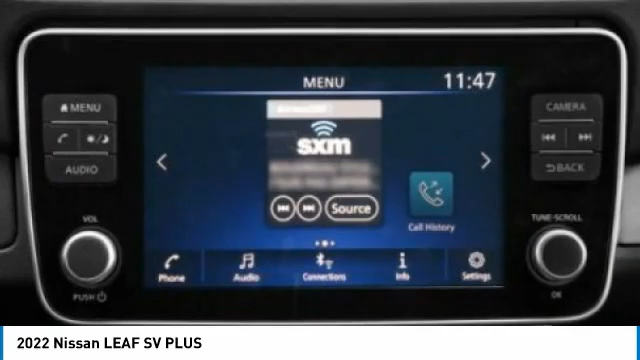 MENU
11:47
MENU
AUDIO
VOL
PUSH
sxm
Source
Call History
CAMERA
BACK
TUNE·SCROLL
OK
Phone
Audio
Connections
Info
Settings
2022 Nissan LEAF SV PLUS